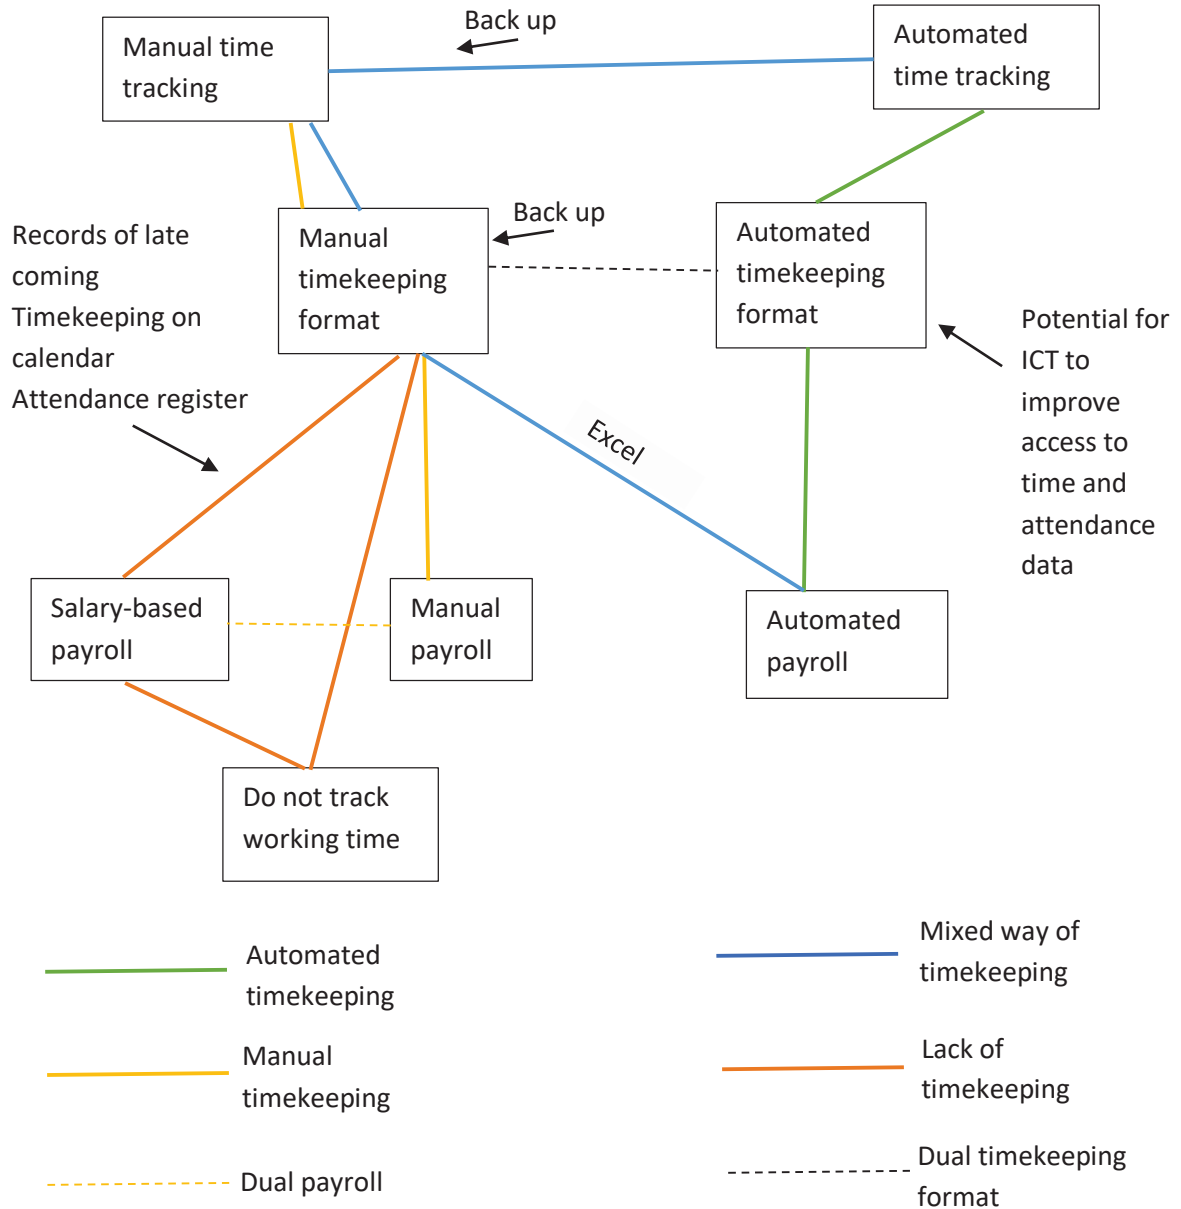 Back up
Manual time
tracking
Automated
time tracking
Back up
Manual
timekeeping
format
Automated
timekeeping
format
Records of late
coming
Timekeeping on
calendar
Attendance register
Potential for
ICT to
improve
access to
time and
attendance
data
Excel
Salary-based
payroll
Manual
payroll
Automated
payroll
Do not track
working time
Automated
timekeeping
Mixed way of
timekeeping
Manual
timekeeping
Lack of
timekeeping
Dual payroll
Dual timekeeping
format